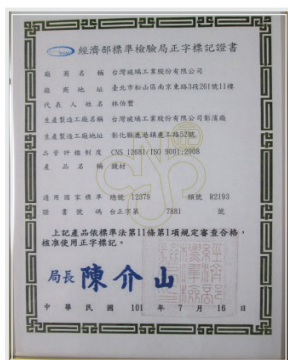 經濟部標準檢驗局正字標記證書
廠商名稱 台灣玻璃工業股份有限公司
廠商地址 臺北市松山區南京東路3段261號11樓
代表人姓名 林伯豐
生產製造工廠名稱 台灣玻璃工業股份有限公司彰濱廠
生產製造工廠地址 彰化縣鹿港鎮鹿工路52號
品管評鑑制度 CNS 12681/ISO 9001:2008
產品名稱 鏡材
適用國家標準 總號 12376 類號 R2193
證書號碼 台正字第 7881 號
上記產品依標準法第11條第1項規定審查合格，
核准使用正字標記。
局長 陳介山
中華民國 101 年 7 月 16 日